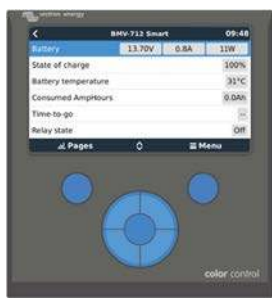 victron energy
BMV-712 Smart 09:48
Battery 13.70V 0.8A 11W
State of charge 100%
Battery temperature 31°C
Consumed AmpHours 0.0Ah
Time-to-go --
Relay state Off
Pages Menu
color control